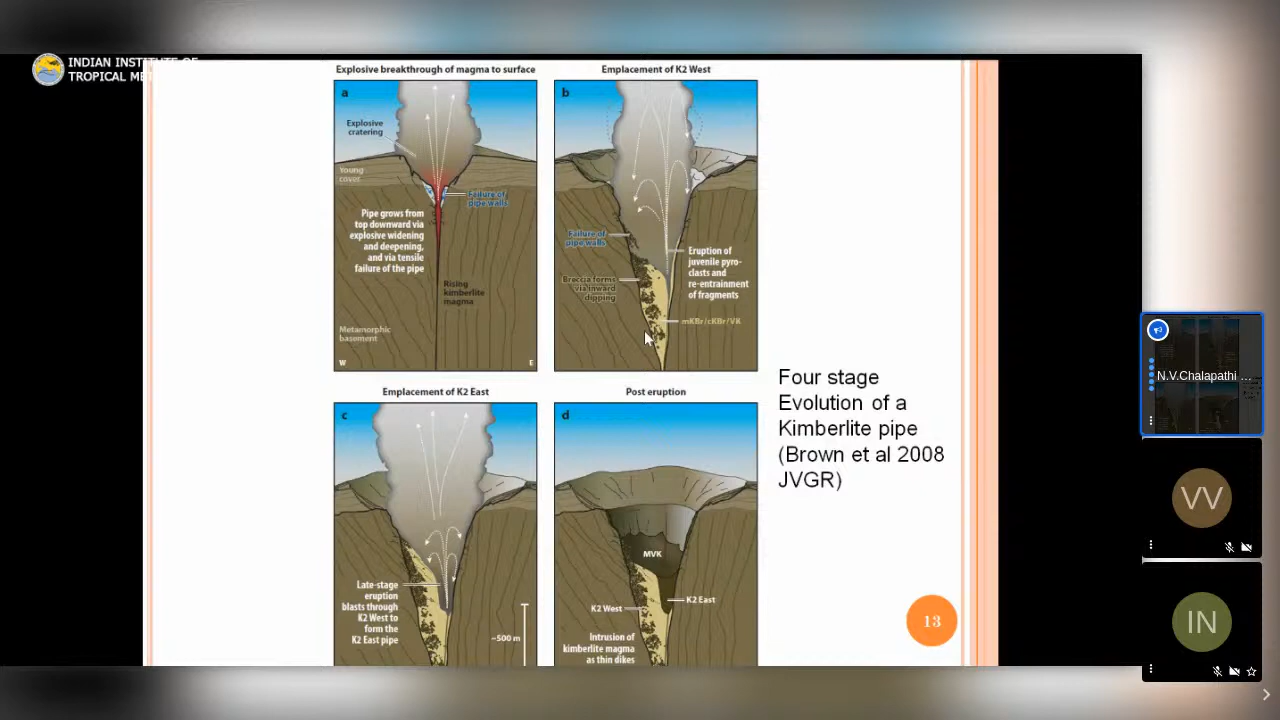 INDIAN INSTITUTE OF
TROPICAL ME
Explosive breakthrough of magma to surface
a
Explosive
cratering
Young
cover
Failure of
pipe walls
Pipe grows from
top downward via
explosive widening
and deepening,
and via tensile
failure of the pipe
Rising
kimberlite
magma
Metamorphic
basement
W
E
Emplacement of K2 West
b
Failure of
pipe walls
Breccia forms
via inward
dipping
Eruption of
juvenile pyro-
clasts and
re-entrainment
of fragments
mKBr/cKBr/VK
Emplacement of K2 East
c
Late-stage
eruption
blasts through
K2 West to
form the
K2 East pipe
~500 m
Post eruption
d
MVK
K2 West
K2 East
Intrusion of
kimberlite magma
as thin dikes
Four stage
Evolution of a
Kimberlite pipe
(Brown et al 2008
JVGR)
13
N.V.Chalapathi ...
VV
IN